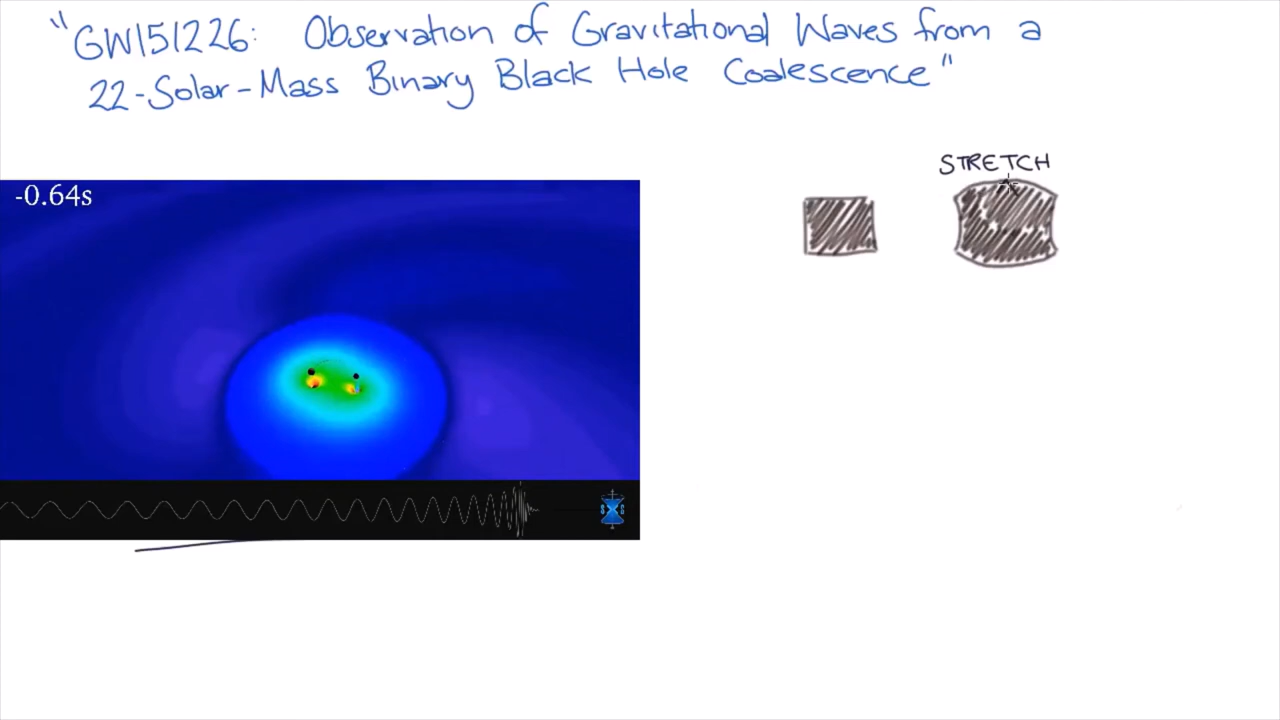 "GW151226: Observation of Gravitational Waves from a
22-Solar-Mass Binary Black Hole Coalescence"
STRETCH
-0.64s